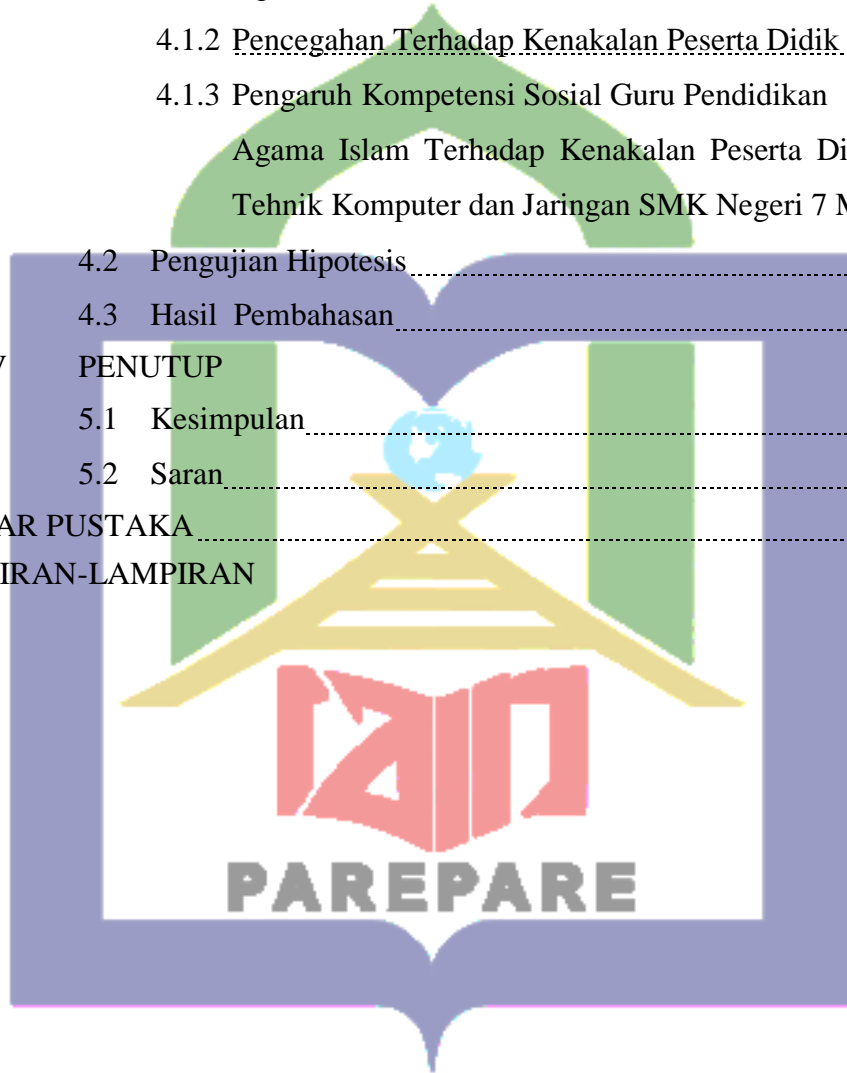 4.1.2 Pencegahan Terhadap Kenakalan Peserta Didik
4.1.3 Pengaruh Kompetensi Sosial Guru Pendidikan
Agama Islam Terhadap Kenakalan Peserta Di
Tehnik Komputer dan Jaringan SMK Negeri 7 M
4.2 Pengujian Hipotesis
4.3 Hasil Pembahasan
PENUTUP
5.1 Kesimpulan
5.2 Saran
AR PUSTAKA
IRAN-LAMPIRAN
IAIN
PAREPARE